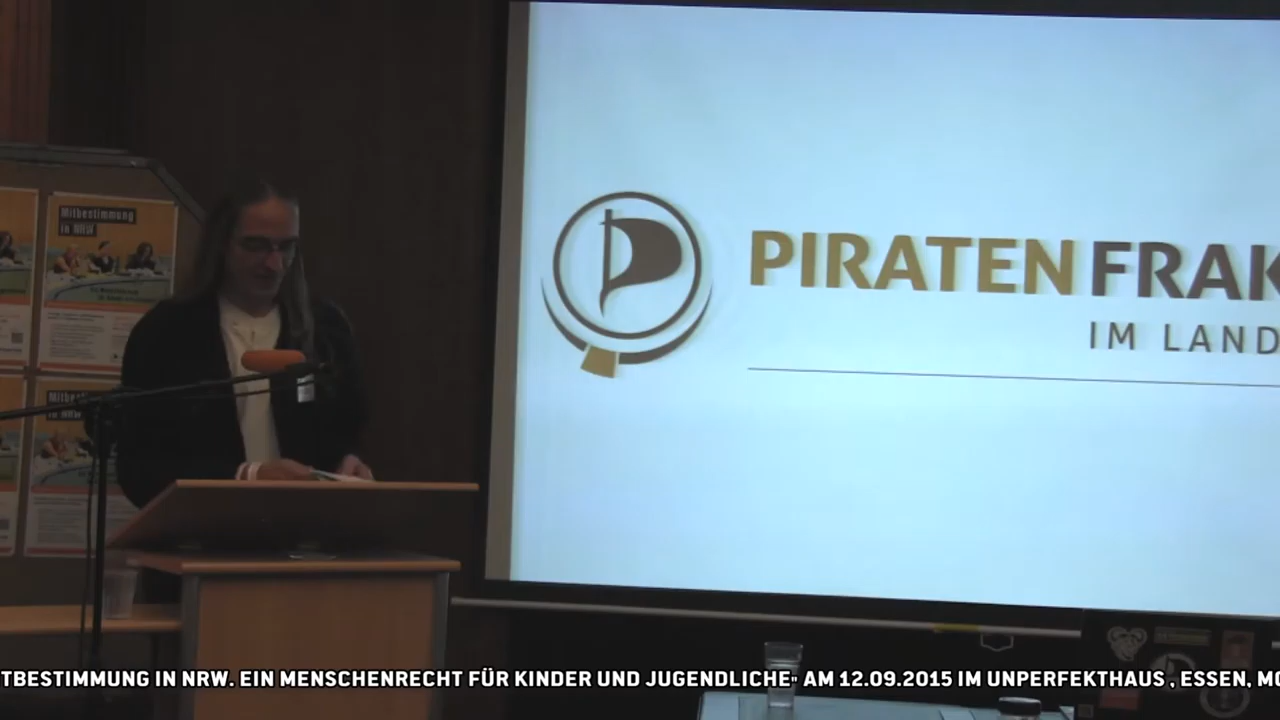 Mitbestimmung
in NRW
PIRATENFRAK
IM LAND
TBESTIMMUNG IN NRW. EIN MENSCHENRECHT FÜR KINDER UND JUGENDLICHE" AM 12.09.2015 IM UNPERFEKTHAUS , ESSEN, MO